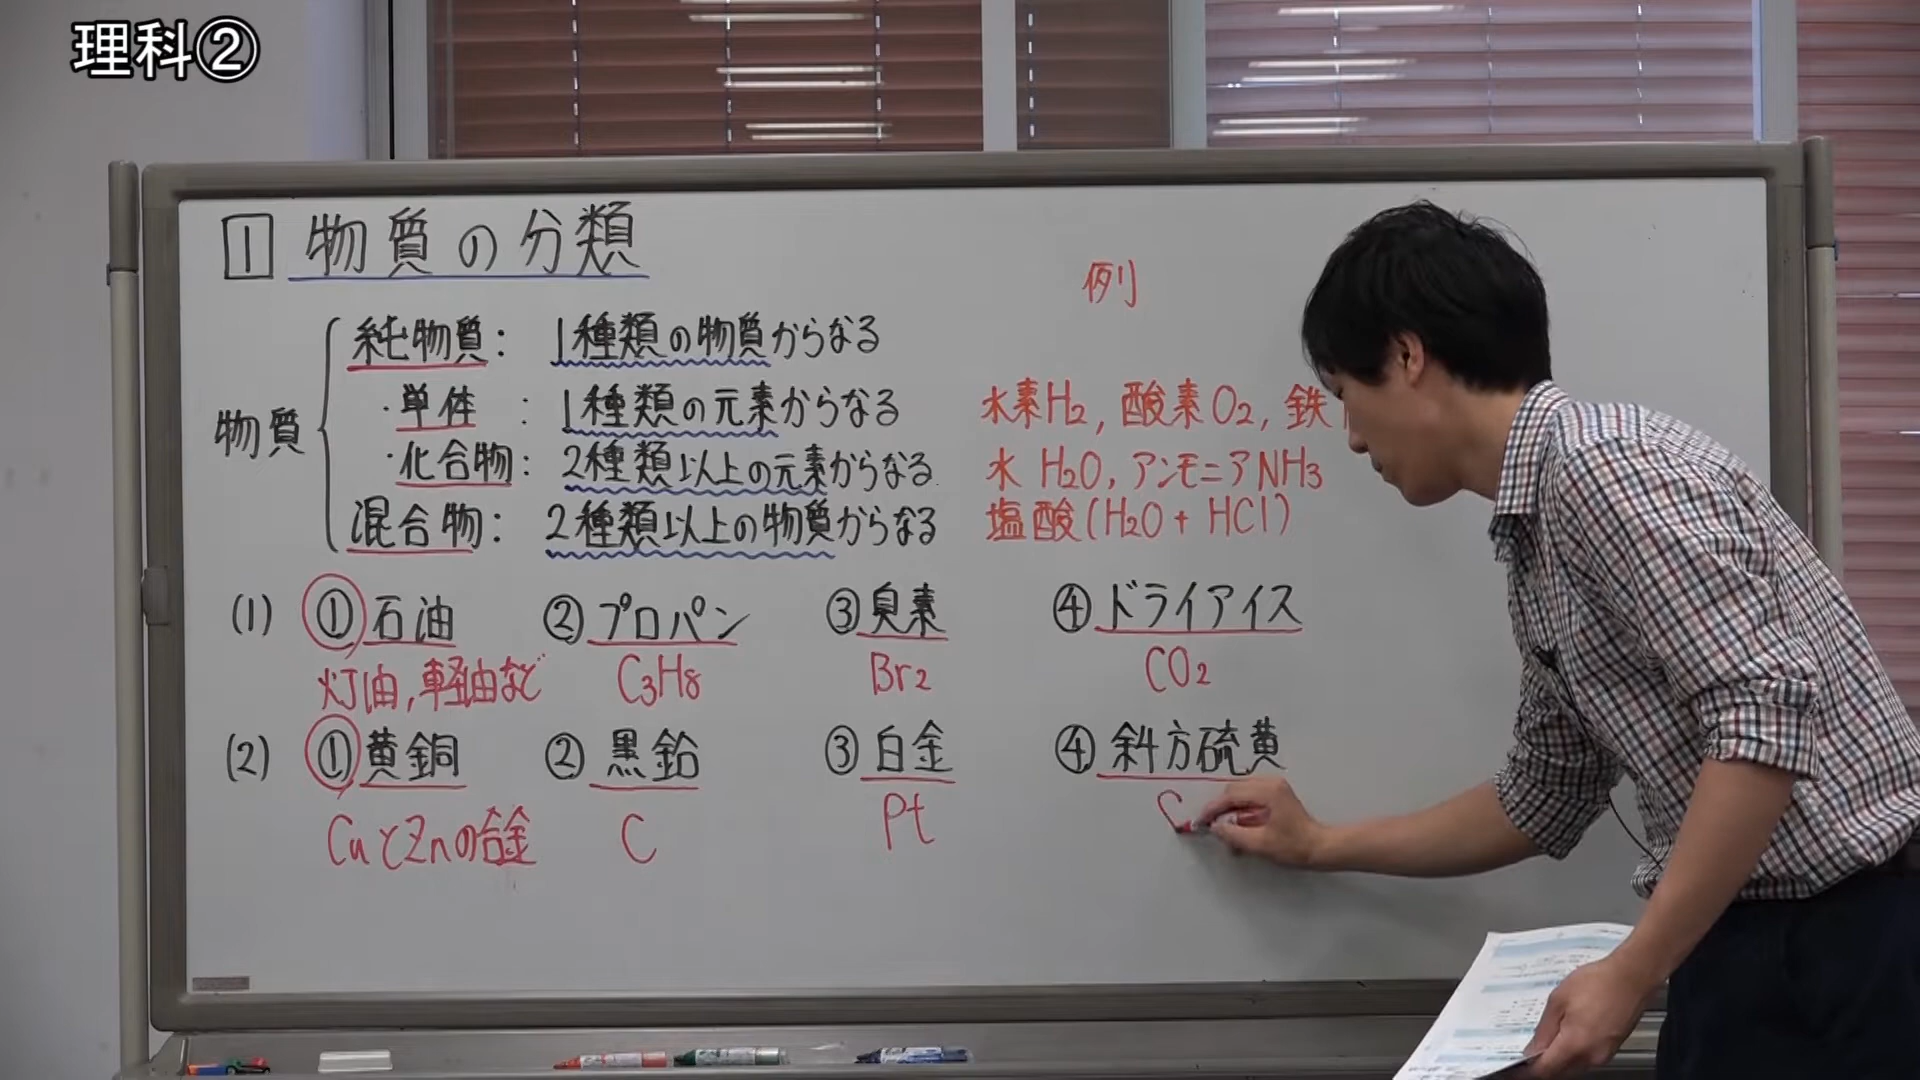 理科②
1 物質の分類
例
物質
純物質: 1種類の物質からなる
・単体: 1種類の元素からなる 水素H2, 酸素O2, 鉄
・化合物: 2種類以上の元素からなる 水 H2O, アンモニアNH3
混合物: 2種類以上の物質からなる 塩酸(H2O + HCl)
(1) ①石油 ②プロパン ③臭素 ④ドライアイス
灯油, 軽油など C3H8 Br2 CO2
(2) ①黄銅 ②黒鉛 ③白金 ④斜方硫黄
CuとZnの合金 C Pt